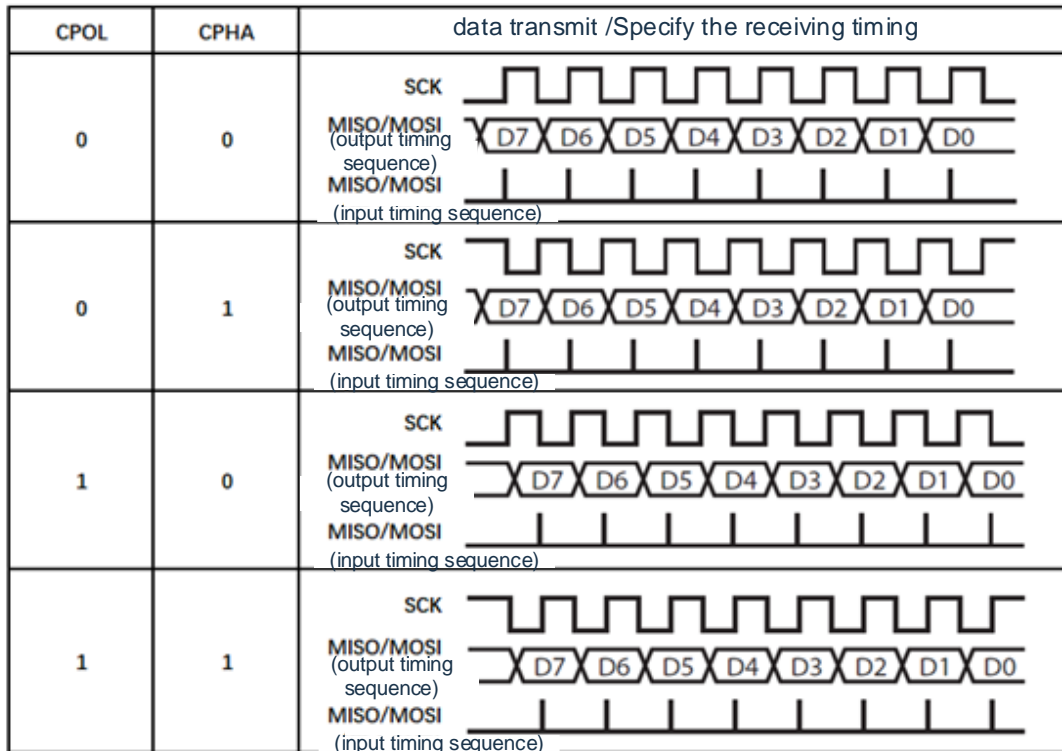 CPOL CPHA data transmit /Specify the receiving timing
0 0
SCK
MISO/MOSI
(output timing
sequence)
D7 D6 D5 D4 D3 D2 D1 D0
MISO/MOSI
(input timing sequence)
0 1
SCK
MISO/MOSI
(output timing
sequence)
D7 D6 D5 D4 D3 D2 D1 D0
MISO/MOSI
(input timing sequence)
1 0
SCK
MISO/MOSI
(output timing
sequence)
D7 D6 D5 D4 D3 D2 D1 D0
MISO/MOSI
(input timing sequence)
1 1
SCK
MISO/MOSI
(output timing
sequence)
D7 D6 D5 D4 D3 D2 D1 D0
MISO/MOSI
(input timing sequence)